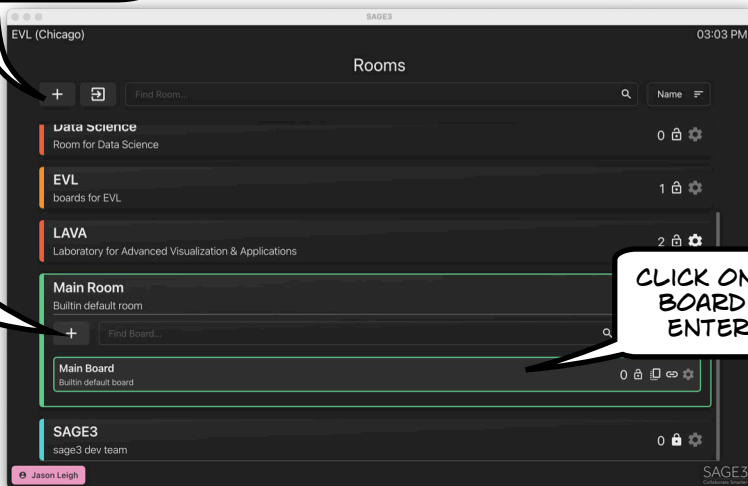 SAGE3
EVL (Chicago)
03:03 PM
Rooms
+
Find Room...
Name
Data Science
Room for Data Science
0
EVL
boards for EVL
1
LAVA
Laboratory for Advanced Visualization & Applications
2
Main Room
Builtin default room
+
Find Board...
CLICK ON
BOARD
ENTER
Main Board
Builtin default board
0
SAGE3
sage3 dev team
0
Jason Leigh
SAGE3